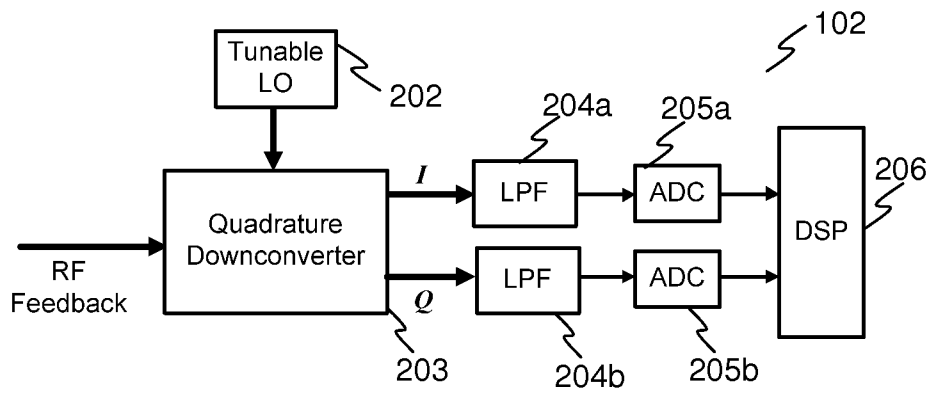 102
Tunable
LO
202
204a
205a
206
I
LPF
ADC
Quadrature
Downconverter
DSP
RF
Feedback
Q
LPF
ADC
203
204b
205b